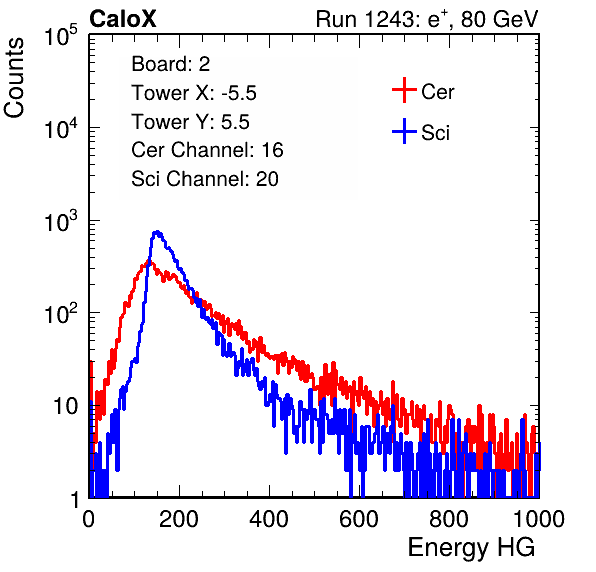 CaloX Run 1243: e⁺, 80 GeV
Counts
10⁵
10⁴
10³
10²
10
1
Board: 2
Tower X: -5.5
Tower Y: 5.5
Cer Channel: 16
Sci Channel: 20
Cer
Sci
0 200 400 600 800 1000
Energy HG